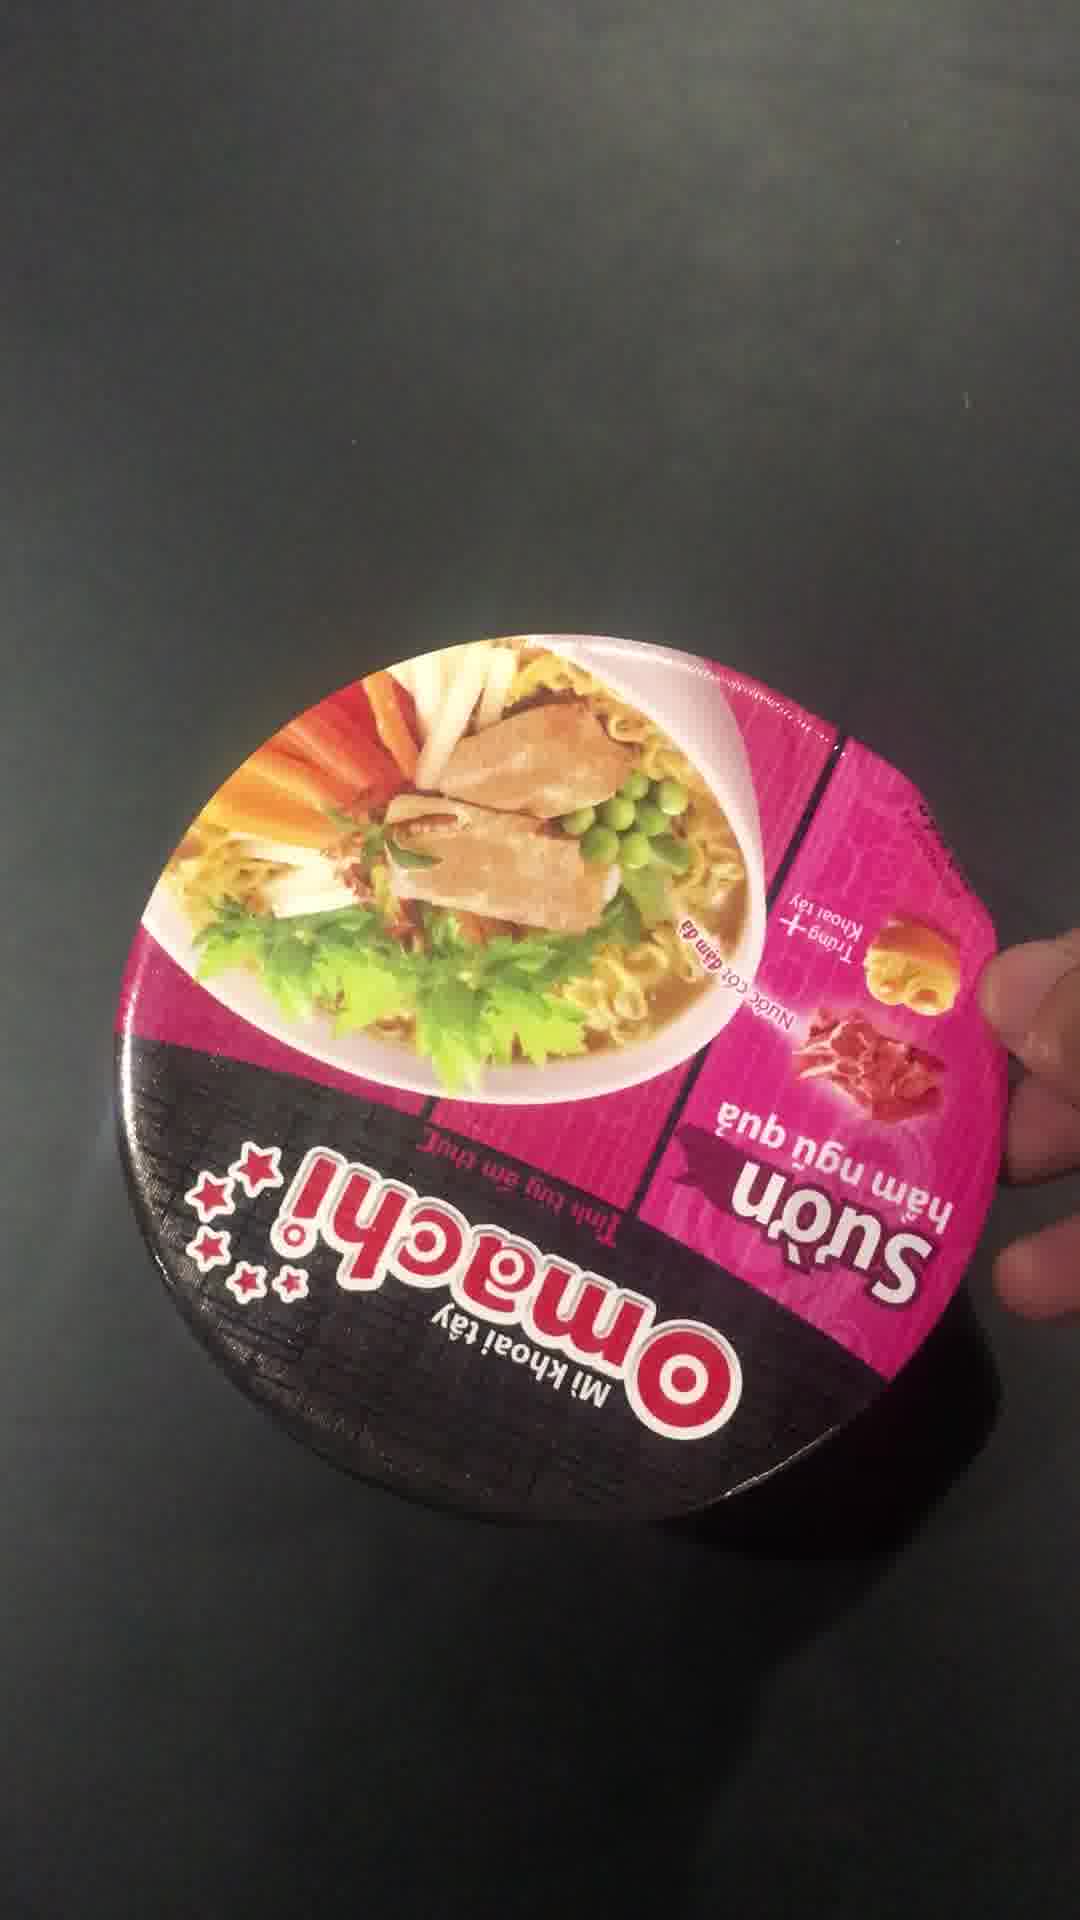 Mì khoai tây
Omachi
Tinh túy ẩm thực
Sườn
hầm ngũ quả
Nước cốt đậm đà
Trứng+
Khoai tây